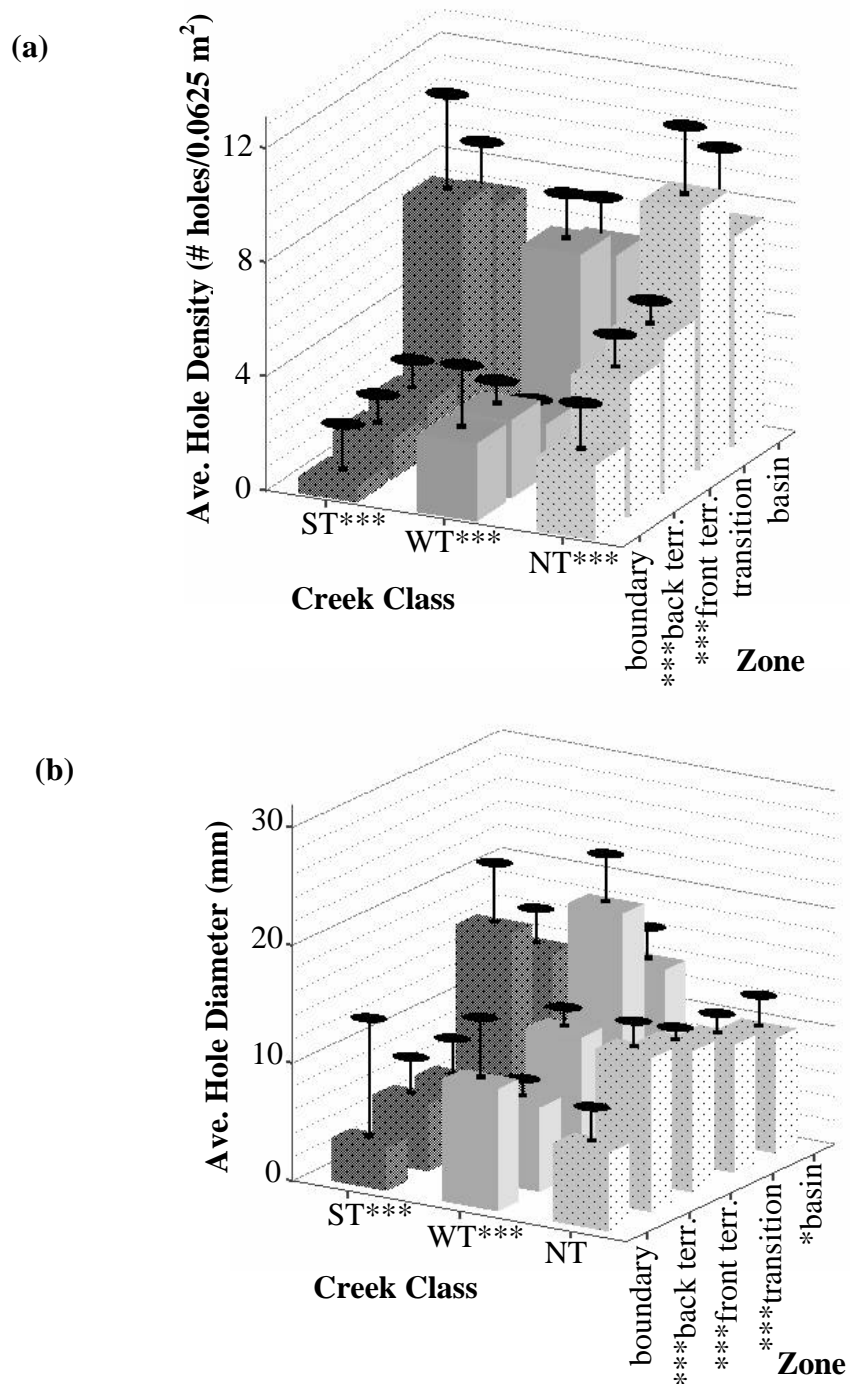 (a)
Ave. Hole Density (# holes/0.0625 m²)
12
8
4
0
ST***
WT***
NT***
Creek Class
boundary
***back terr.
***front terr.
transition
basin
Zone
(b)
Ave. Hole Diameter (mm)
30
20
10
0
ST***
WT***
NT
Creek Class
boundary
***back terr.
***front terr.
***transition
*basin
Zone